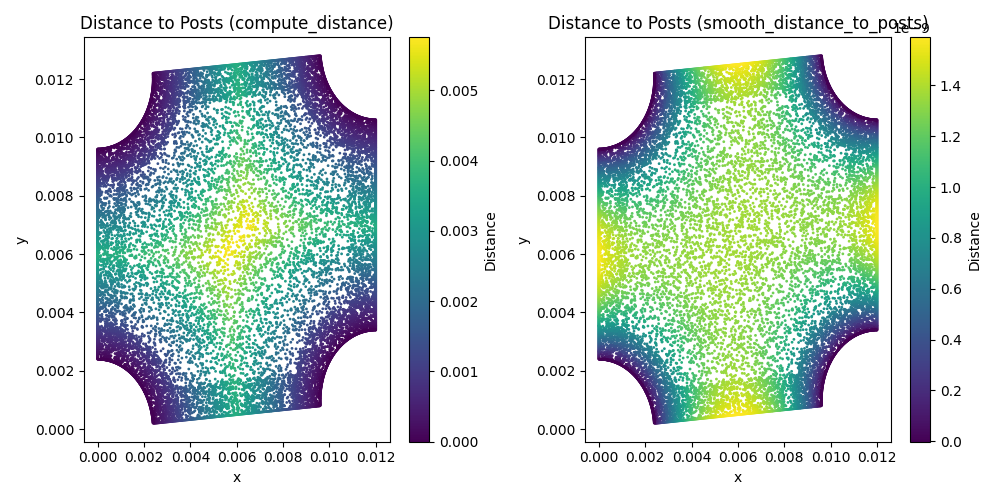 Distance to Posts (compute_distance)
0.012
0.010
0.008
0.006
0.004
0.002
0.000
y
0.000 0.002 0.004 0.006 0.008 0.010 0.012
x
0.005
0.004
0.003
0.002
0.001
0.000
Distance
Distance to Posts (smooth_distance_to_posts)
1e−9
0.012
0.010
0.008
0.006
0.004
0.002
0.000
y
0.000 0.002 0.004 0.006 0.008 0.010 0.012
x
1.4
1.2
1.0
0.8
0.6
0.4
0.2
0.0
Distance